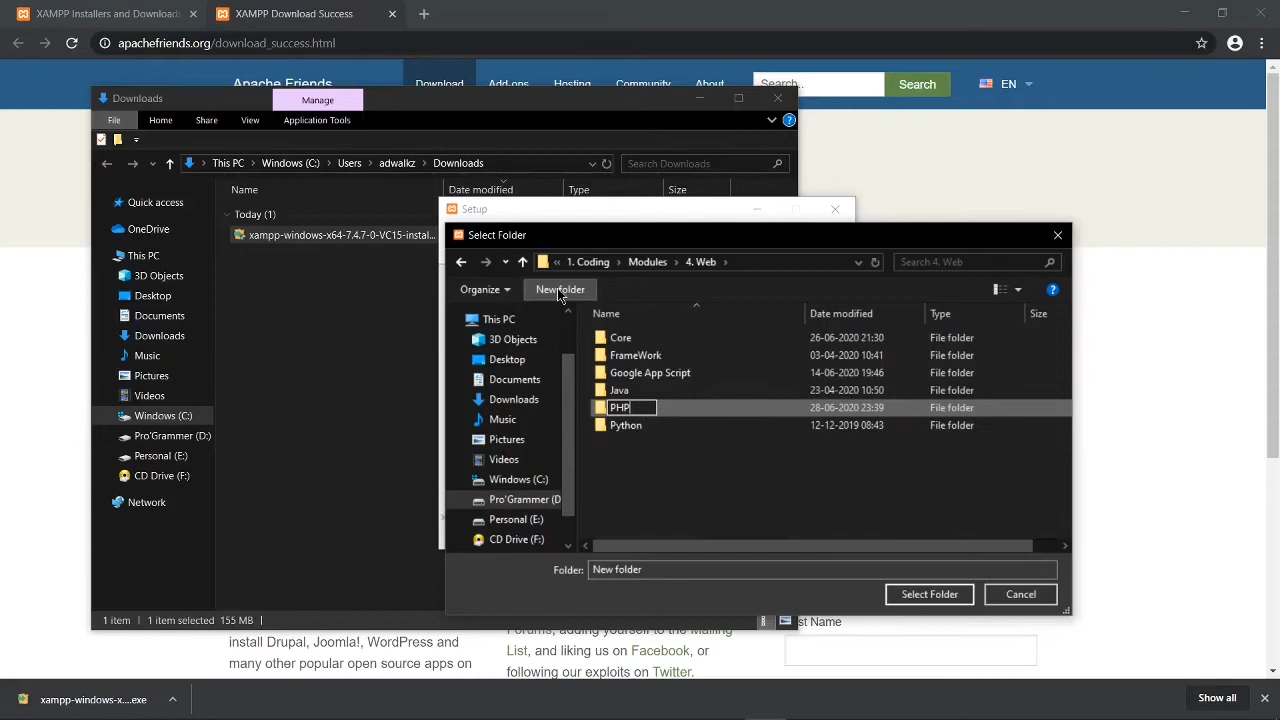 XAMPP Installers and Downloads
XAMPP Download Success
apachefriends.org/download_success.html
Apache Friends
Download
Add-ons
Hosting
Community
About
Search...
Search
EN
Downloads
Manage
File
Home
Share
View
Application Tools
This PC > Windows (C:) > Users > adwalkz > Downloads
Search Downloads
Name
Date modified
Type
Size
Quick access
OneDrive
This PC
3D Objects
Desktop
Documents
Downloads
Music
Pictures
Videos
Windows (C:)
Pro'Grammer (D:)
Personal (E:)
CD Drive (F:)
Network
Today (1)
xampp-windows-x64-7.4.7-0-VC15-instal...
1 item
1 item selected 155 MB
Setup
Select Folder
« 1. Coding > Modules > 4. Web >
Search 4. Web
Organize
New folder
This PC
3D Objects
Desktop
Documents
Downloads
Music
Pictures
Videos
Windows (C:)
Pro'Grammer (D
Personal (E:)
CD Drive (F:)
Name
Date modified
Type
Size
Core
26-06-2020 21:30
File folder
FrameWork
03-04-2020 10:41
File folder
Google App Script
14-06-2020 19:46
File folder
Java
23-04-2020 10:50
File folder
PHP
28-06-2020 23:39
File folder
Python
12-12-2019 08:43
File folder
Folder:
New folder
Select Folder
Cancel
install Drupal, Joomla!, WordPress and
many other popular open source apps on
Forums, adding yourself to the Mailing
List, and liking us on Facebook, or
following our exploits on Twitter.
st Name
xampp-windows-x....exe
Show all